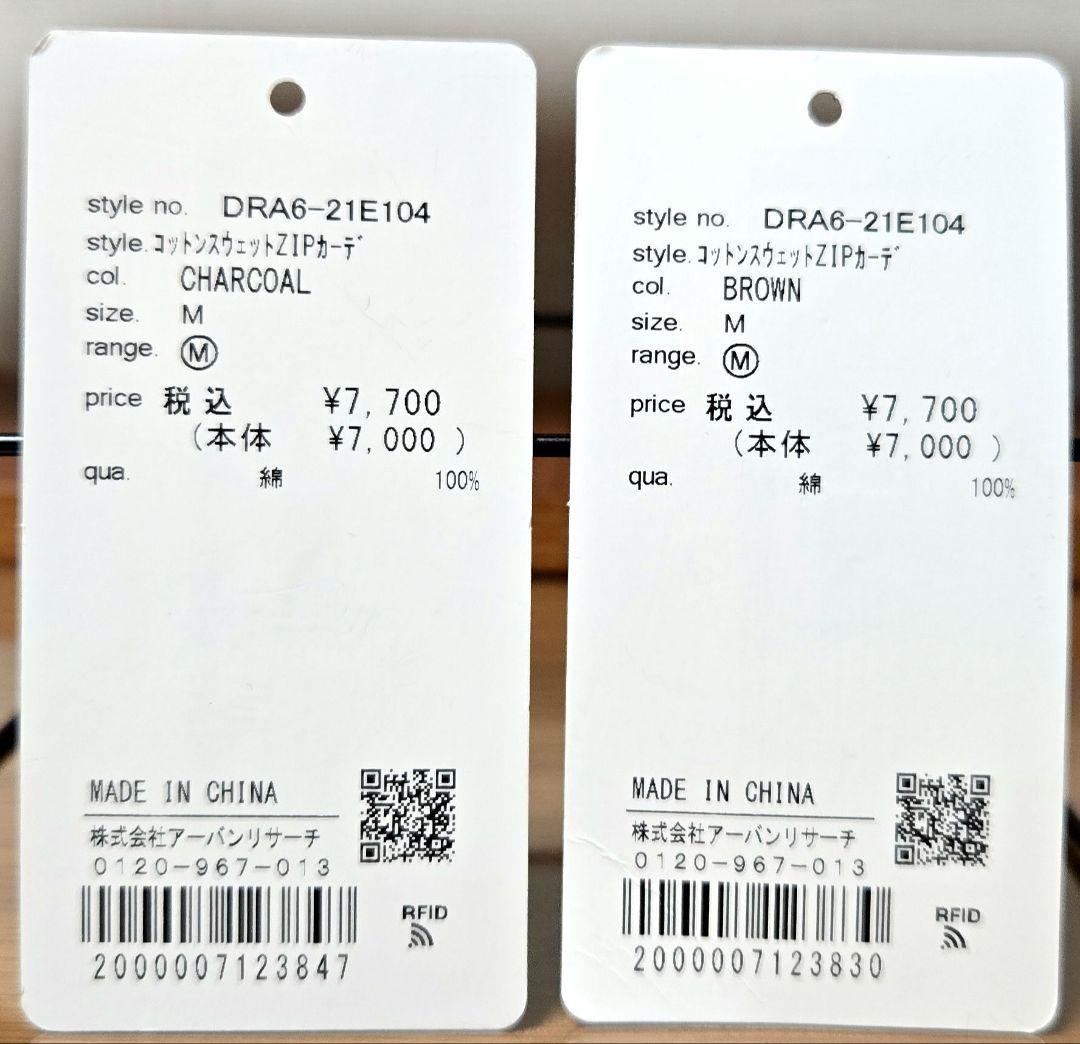 style no. DRA6-21E104
style. ｺｯﾄﾝｽｳｪｯﾄZIPｶｰﾃﾞ
col. CHARCOAL
size. M
range. Ⓜ
price 税込 ¥7,700
(本体 ¥7,000 )
qua. 綿 100%
MADE IN CHINA
株式会社アーバンリサーチ
0120-967-013
RFID
2000007123847
style no. DRA6-21E104
style. ｺｯﾄﾝｽｳｪｯﾄZIPｶｰﾃﾞ
col. BROWN
size. M
range. Ⓜ
price 税込 ¥7,700
(本体 ¥7,000 )
qua. 綿 100%
MADE IN CHINA
株式会社アーバンリサーチ
0120-967-013
RFID
2000007123830